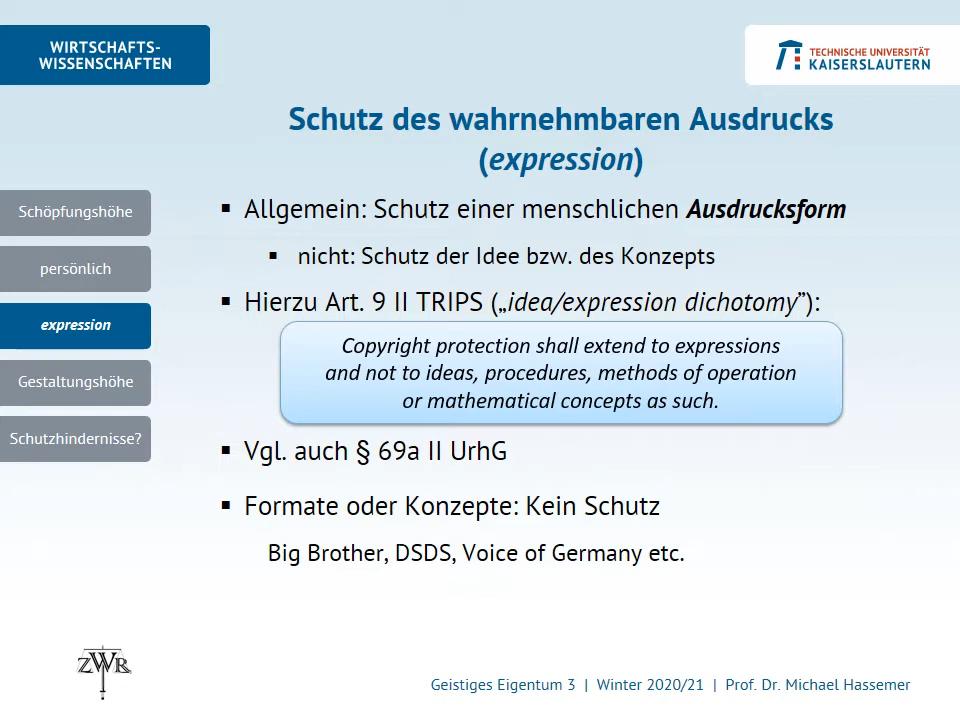 WIRTSCHAFTS-
WISSENSCHAFTEN
TECHNISCHE UNIVERSITÄT
KAISERSLAUTERN
Schutz des wahrnehmbaren Ausdrucks
(expression)
Schöpfungshöhe
persönlich
expression
Gestaltungshöhe
Schutzhindernisse?
▪ Allgemein: Schutz einer menschlichen Ausdrucksform
▪ nicht: Schutz der Idee bzw. des Konzepts
▪ Hierzu Art. 9 II TRIPS („idea/expression dichotomy”):
Copyright protection shall extend to expressions
and not to ideas, procedures, methods of operation
or mathematical concepts as such.
▪ Vgl. auch § 69a II UrhG
▪ Formate oder Konzepte: Kein Schutz
Big Brother, DSDS, Voice of Germany etc.
ZWR
Geistiges Eigentum 3 | Winter 2020/21 | Prof. Dr. Michael Hassemer